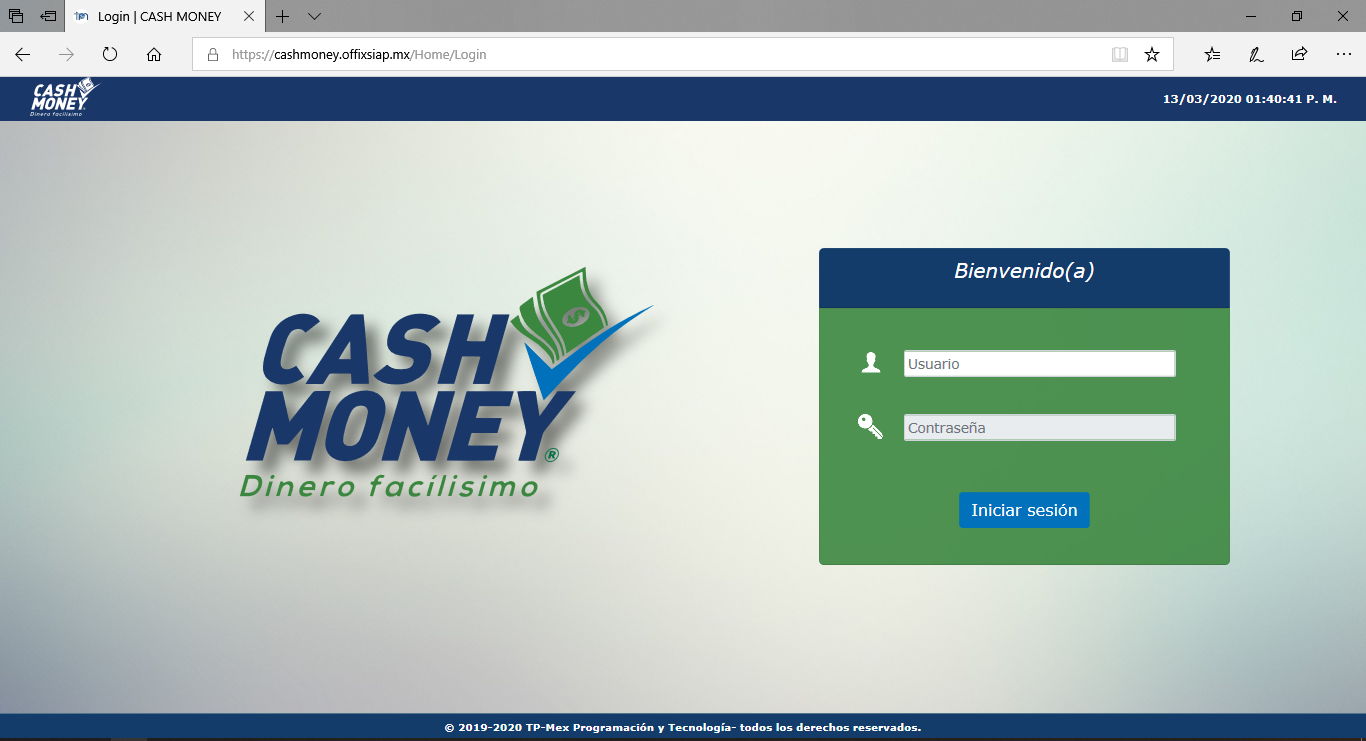 Login | CASH MONEY
https://cashmoney.offixsiap.mx/Home/Login
CASH
MONEY
Dinero facílisimo
13/03/2020 01:40:41 P. M.
Bienvenido(a)
Usuario
Contraseña
Iniciar sesión
CASH
MONEY®
Dinero facílisimo
© 2019-2020 TP-Mex Programación y Tecnología- todos los derechos reservados.